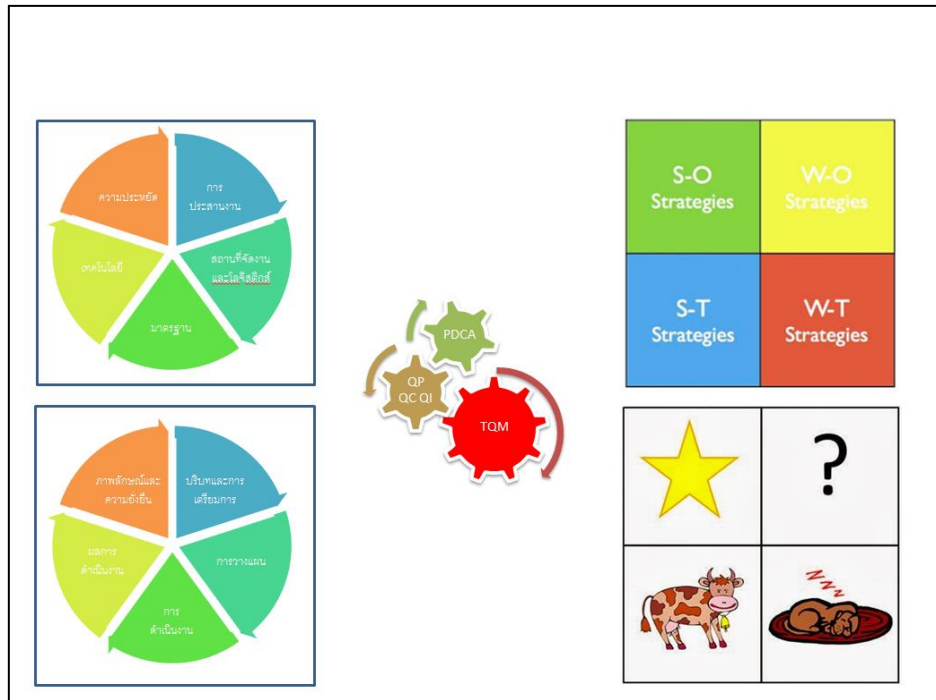 ความประหยัด
การ
ประสานงาน
สถานที่จัดงาน
และโลจิสติกส์
มาตรฐาน
เทคโนโลยี
ภาพลักษณ์และ
ความยั่งยืน
บริบทและการ
เตรียมการ
การวางแผน
การ
ดำเนินงาน
ผลการ
ดำเนินงาน
PDCA
QP
QC QI
TQM
S-O
Strategies
W-O
Strategies
S-T
Strategies
W-T
Strategies
?
ZZZ